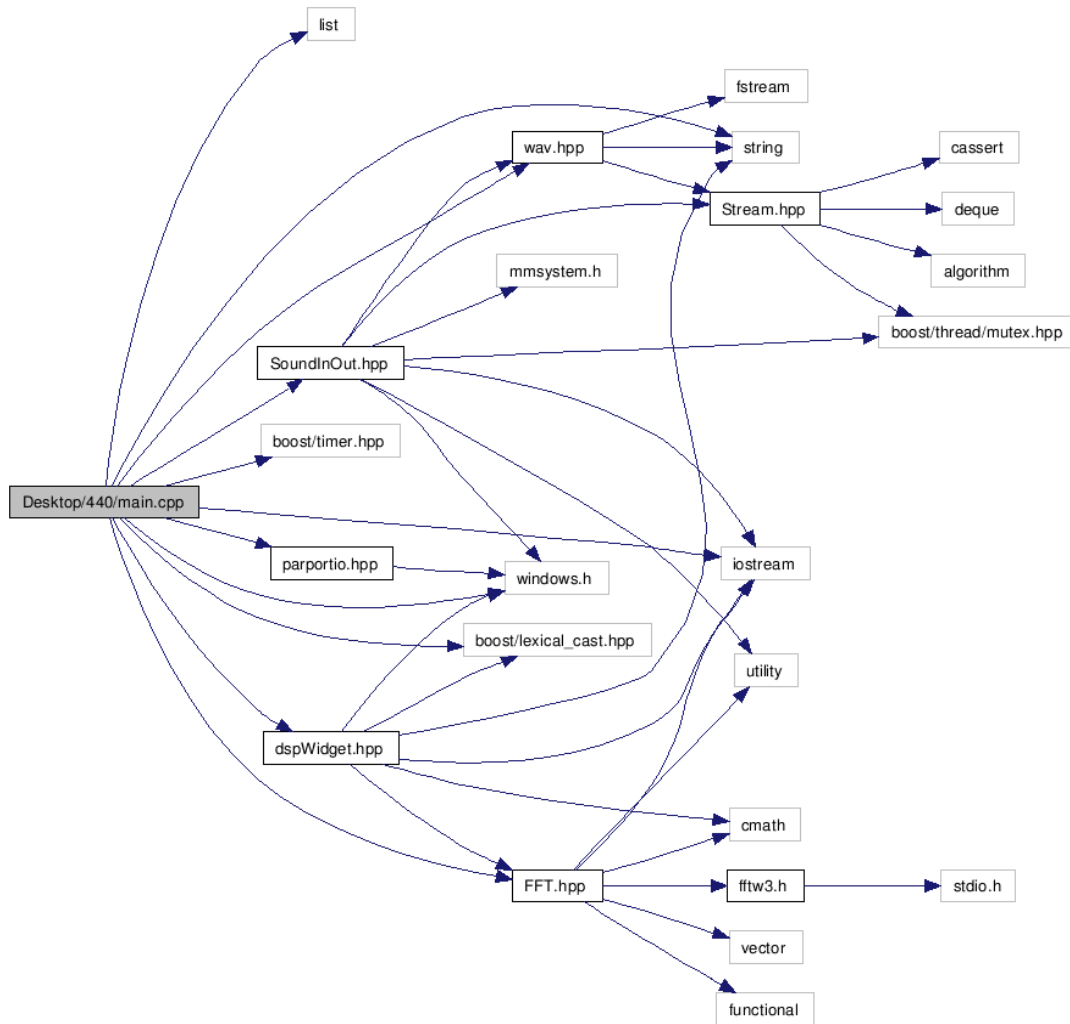 list
fstream
wav.hpp
string
cassert
Stream.hpp
deque
mmsystem.h
algorithm
boost/thread/mutex.hpp
SoundInOut.hpp
boost/timer.hpp
Desktop/440/main.cpp
parportio.hpp
windows.h
iostream
boost/lexical_cast.hpp
utility
dspWidget.hpp
cmath
FFT.hpp
fftw3.h
stdio.h
vector
functional